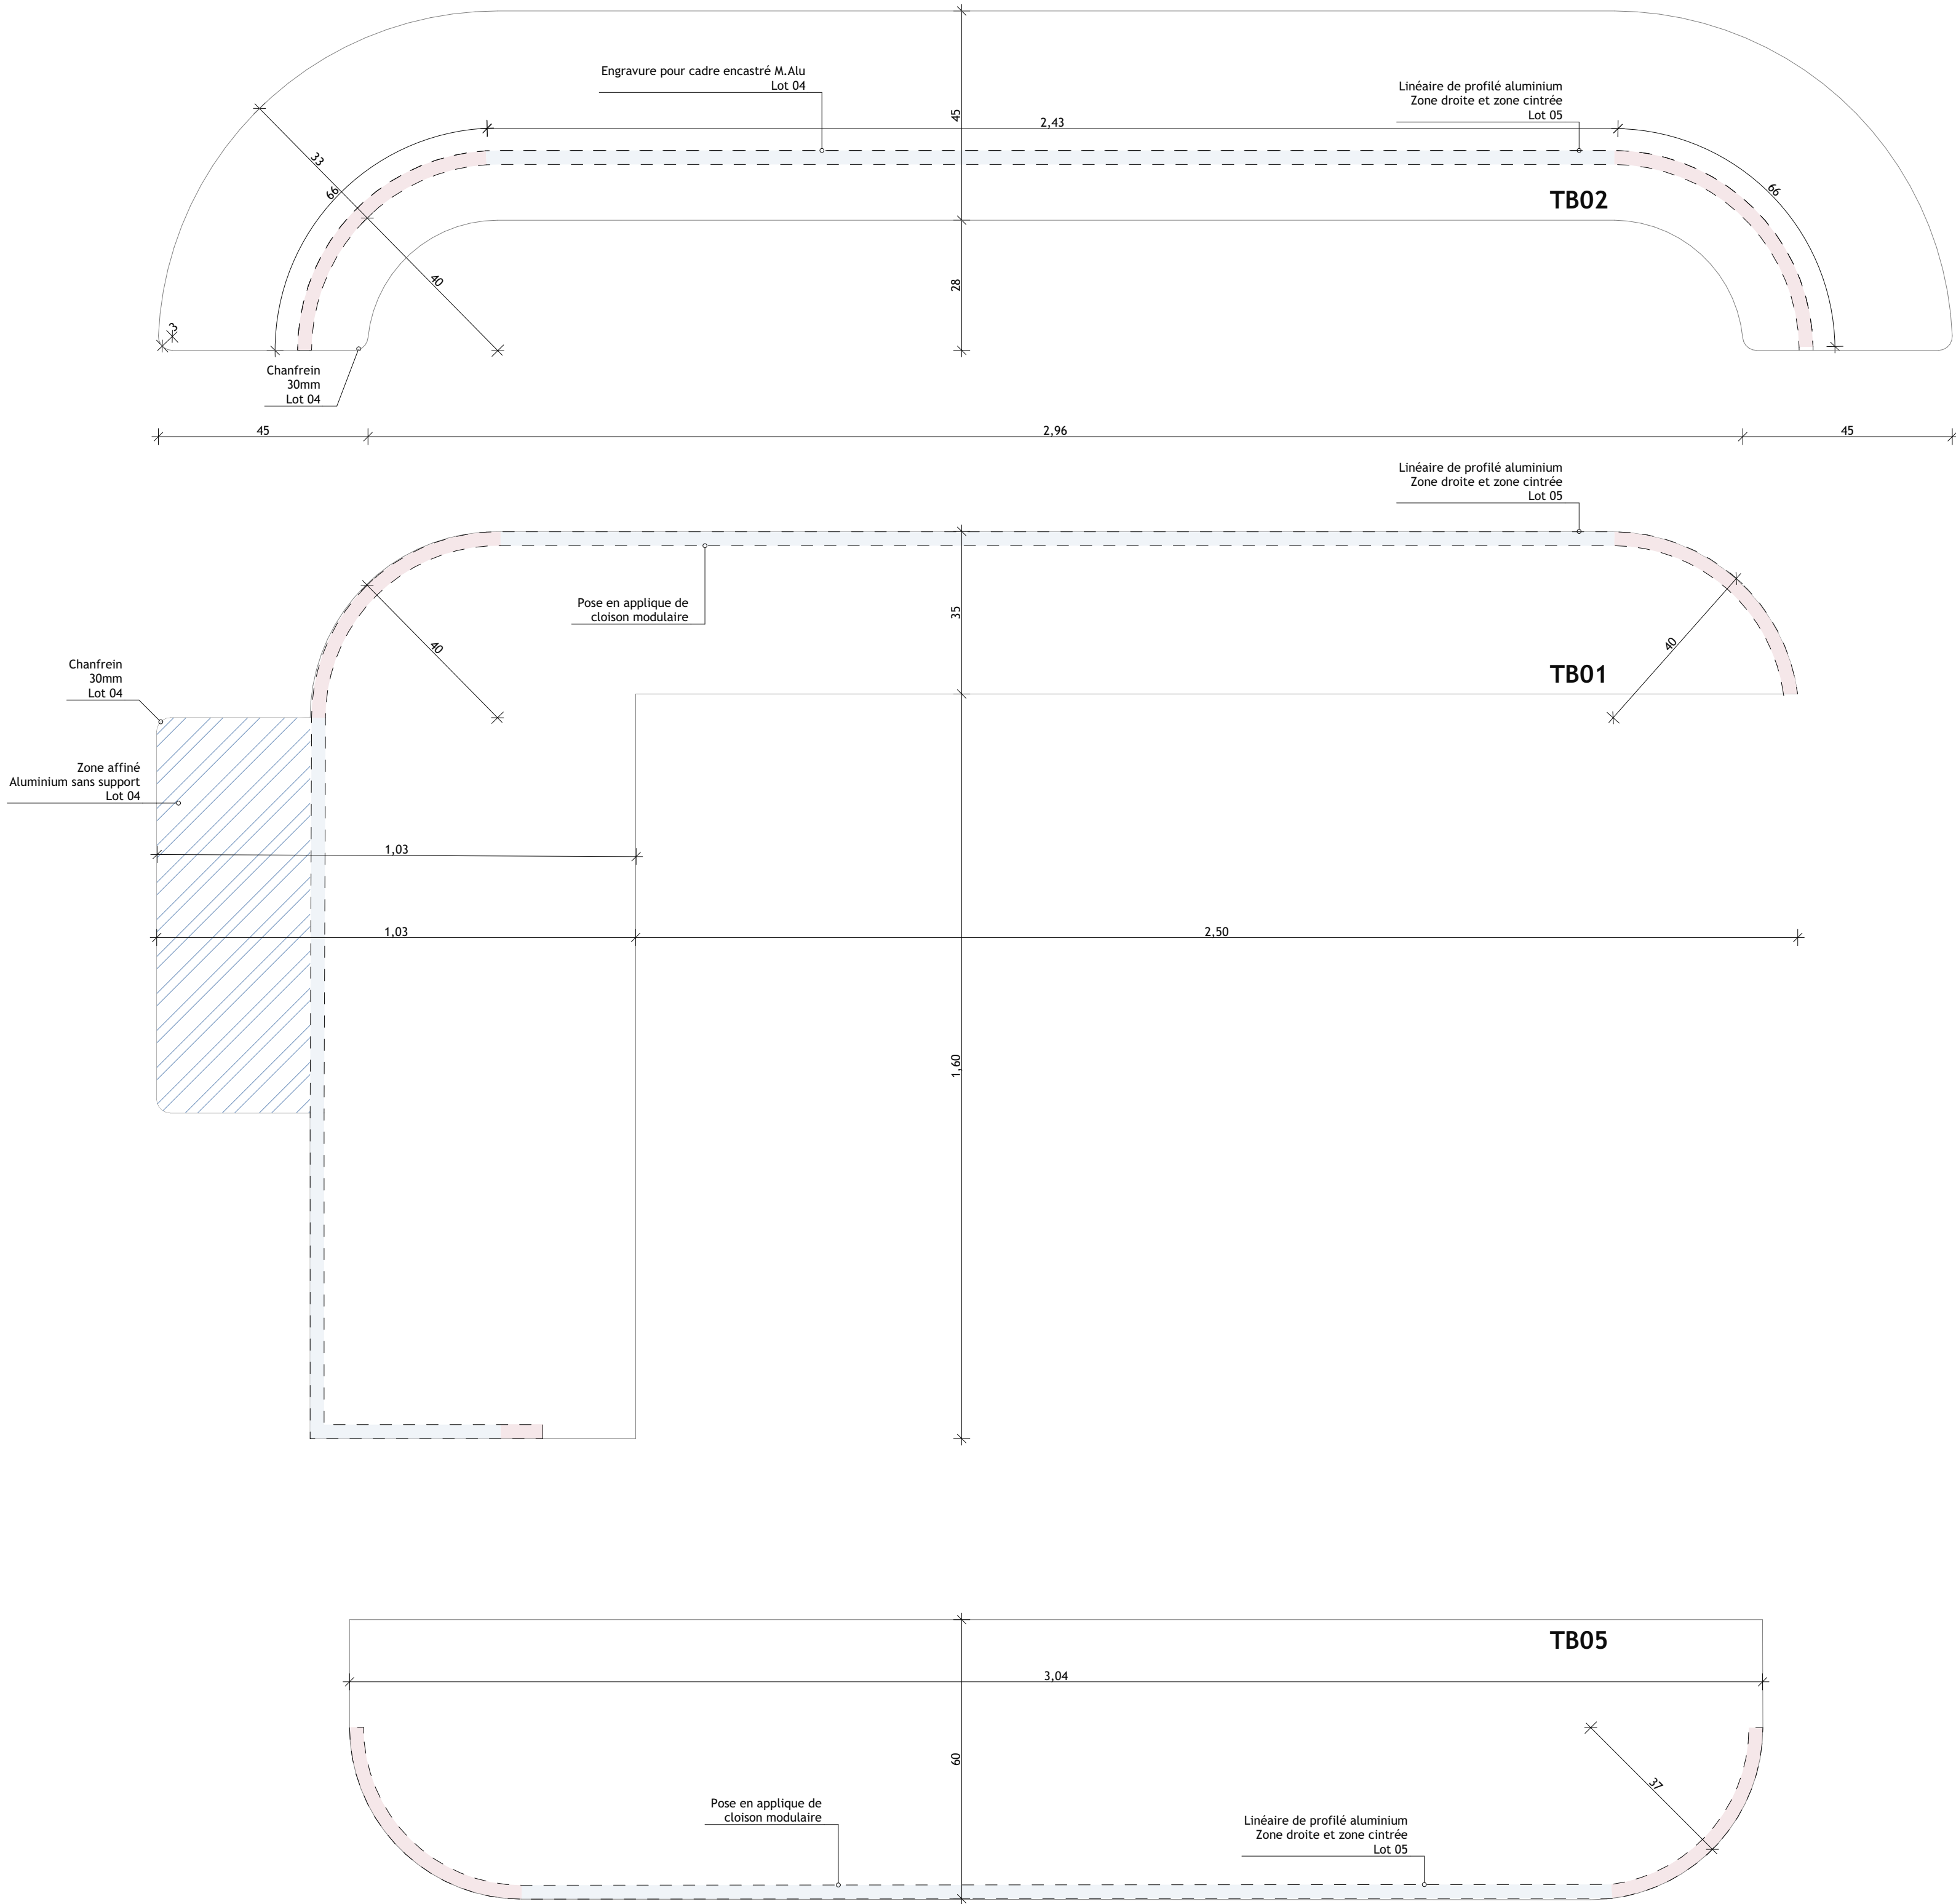 Engravure pour cadre encastré M.Alu
Lot 04
Linéaire de profilé aluminium
Zone droite et zone cintrée
Lot 05
45
2,43
33
66
66
TB02
40
28
3
Chanfrein
30mm
Lot 04
45
2,96
45
Linéaire de profilé aluminium
Zone droite et zone cintrée
Lot 05
Pose en applique de
cloison modulaire
35
40
40
TB01
Chanfrein
30mm
Lot 04
Zone affiné
Aluminium sans support
Lot 04
1,03
1,03
2,50
1,60
TB05
3,04
60
37
Pose en applique de
cloison modulaire
Linéaire de profilé aluminium
Zone droite et zone cintrée
Lot 05